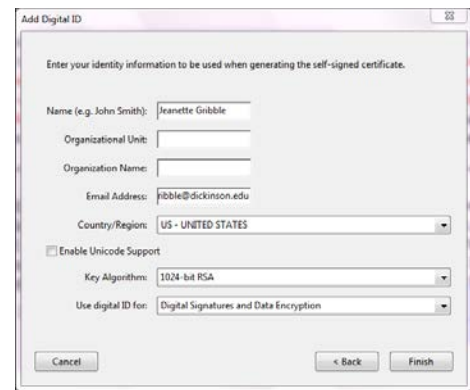 Add Digital ID
Enter your identity information to be used when generating the self-signed certificate.
Name (e.g. John Smith): Jeanette Gribble
Organizational Unit:
Organization Name:
Email Address: ribble@dickinson.edu
Country/Region: US - UNITED STATES
Enable Unicode Support
Key Algorithm: 1024-bit RSA
Use digital ID for: Digital Signatures and Data Encryption
Cancel < Back Finish